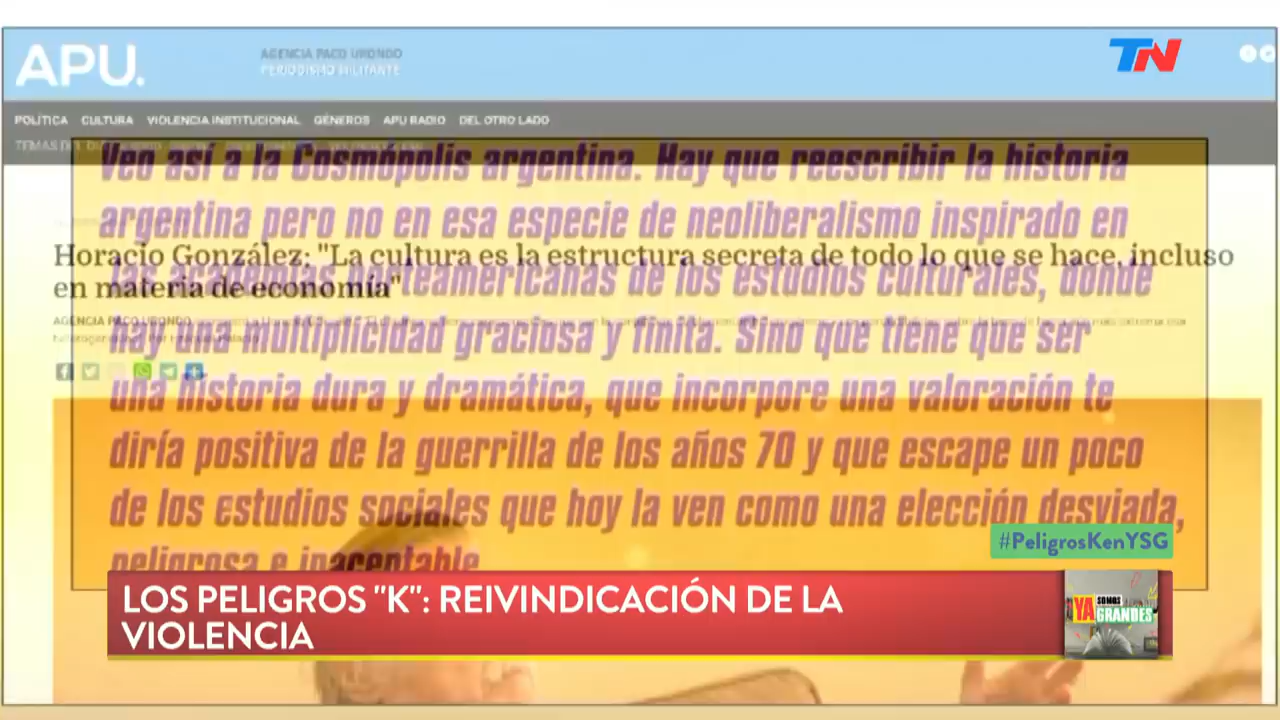 APU.
AGENCIA PACO URONDO
PERIODISMO MILITANTE
TN
POLÍTICA CULTURA VIOLENCIA INSTITUCIONAL GÉNEROS APU RADIO DEL OTRO LADO
TEMAS DEL DÍA
Veo así a la Cosmópolis argentina. Hay que reescribir la historia
argentina pero no en esa especie de neoliberalismo inspirado en
las academias norteamericanas de los estudios culturales, donde
hay una multiplicidad graciosa y finita. Sino que tiene que ser
una historia dura y dramática, que incorpore una valoración te
diría positiva de la guerrilla de los años 70 y que escape un poco
de los estudios sociales que hoy la ven como una elección desviada,
peligrosa e inaceptable
Horacio González: "La cultura es la estructura secreta de todo lo que se hace, incluso
en materia de economía"
AGENCIA PACO URONDO
#PeligrosKenYSG
LOS PELIGROS "K": REIVINDICACIÓN DE LA
VIOLENCIA
YA SOMOS GRANDES